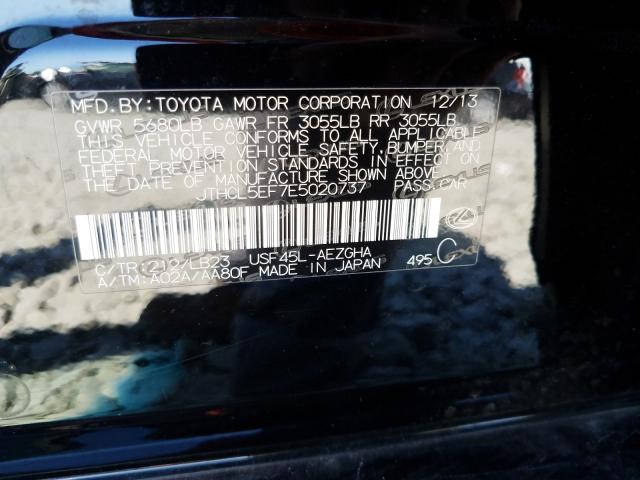 MFD. BY: TOYOTA MOTOR CORPORATION 12/13
GVWR 5680LB GAWR FR 3055LB RR 3055LB
THIS VEHICLE CONFORMS TO ALL APPLICABLE
FEDERAL MOTOR VEHICLE SAFETY, BUMPER, AND
THEFT PREVENTION STANDARDS IN EFFECT ON
THE DATE OF MANUFACTURE SHOWN ABOVE.
JTHCL5EF7E5020737 PASS. CAR
C/TR: 212/LB23 USF45L-AEZGHA
A/TM: A02A/AA80F MADE IN JAPAN 495 C